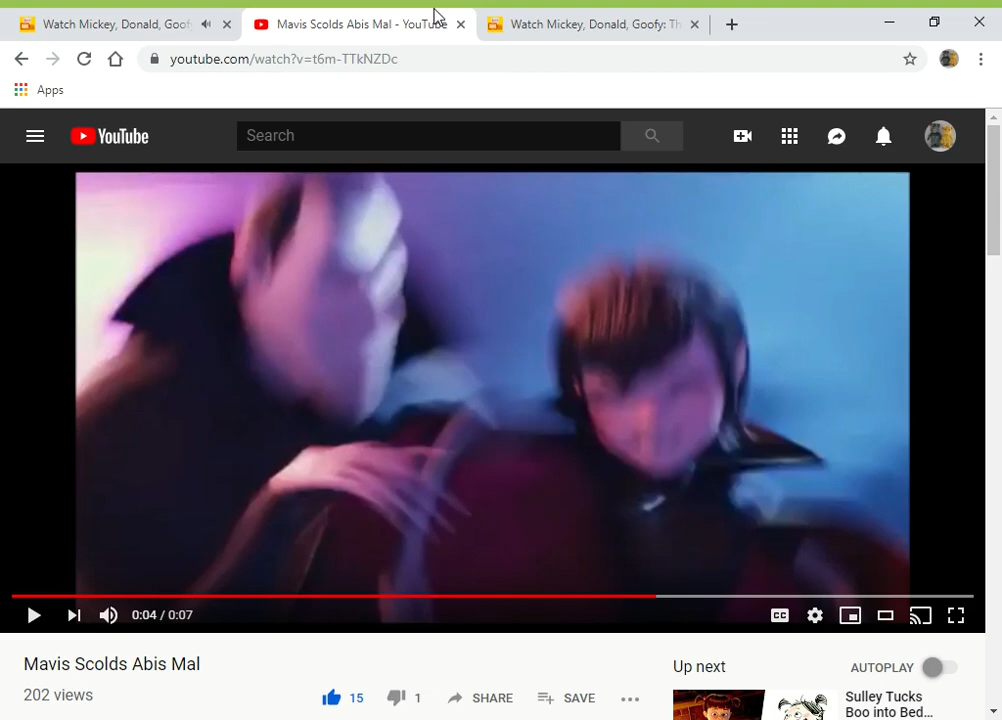 Watch Mickey, Donald, Goof
Mavis Scolds Abis Mal - YouTube
Watch Mickey, Donald, Goofy: Th
youtube.com/watch?v=t6m-TTkNZDc
Apps
YouTube
Search
0:04 / 0:07
CC
Mavis Scolds Abis Mal
202 views
15
1
SHARE
SAVE
Up next
AUTOPLAY
Sulley Tucks
Boo into Bed...